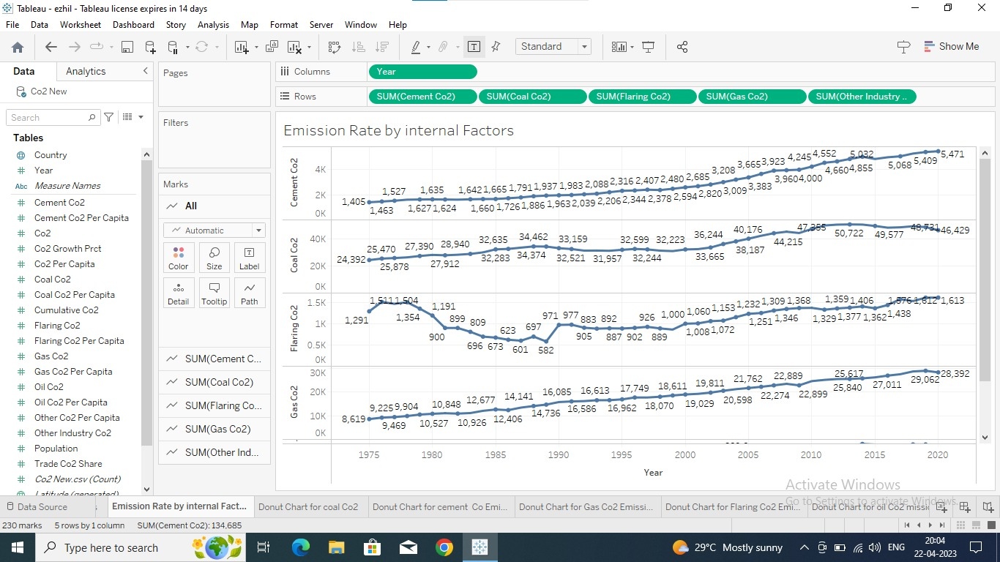 Tableau - ezhil - Tableau license expires in 14 days
File Data Worksheet Dashboard Story Analysis Map Format Server Window Help
Standard
Show Me
Data Analytics
Co2 New
Search
Tables
Country
Year
Abc Measure Names
Cement Co2
Cement Co2 Per Capita
Co2
Co2 Growth Prct
Co2 Per Capita
Coal Co2
Coal Co2 Per Capita
Cumulative Co2
Flaring Co2
Flaring Co2 Per Capita
Gas Co2
Gas Co2 Per Capita
Oil Co2
Oil Co2 Per Capita
Other Co2 Per Capita
Other Industry Co2
Population
Trade Co2 Share
Co2 New.csv (Count)
Latitude (generated)
Pages
Filters
Marks
All
Automatic
Color Size Label
Detail Tooltip Path
SUM(Cement C...
SUM(Coal Co2)
SUM(Flaring Co...
SUM(Gas Co2)
SUM(Other Ind...
Columns Year
Rows SUM(Cement Co2) SUM(Coal Co2) SUM(Flaring Co2) SUM(Gas Co2) SUM(Other Industry ..
Emission Rate by internal Factors
Cement Co2
4K
2K
0K
1,527 1,635 1,642 1,665 1,791 1,937 1,983 2,088 2,316 2,407 2,480 2,685 3,208 3,665 3,923 4,245 4,552 5,032 5,471
1,405 1,463 1,627 1,624 1,660 1,726 1,886 1,963 2,039 2,206 2,344 2,378 2,594 2,820 3,009 3,383 3,960 4,000 4,660 4,855 5,068 5,409
Coal Co2
40K
20K
0K
25,470 27,390 28,940 32,635 34,462 33,159 32,599 32,223 36,244 40,176 47,355 48,731 46,429
24,392 25,878 27,912 32,283 34,374 32,521 31,957 32,244 33,665 38,187 44,215 50,722 49,577
Flaring Co2
1.5K
1K
0.5K
0K
1,511 1,504 1,191 899 809 623 697 971 977 883 892 926 1,000 1,060 1,153 1,232 1,309 1,368 1,359 1,406 1,576 1,612 1,613
1,291 1,354 900 696 673 601 582 905 887 902 889 1,008 1,072 1,251 1,346 1,329 1,377 1,362 1,438
Gas Co2
30K
20K
10K
0K
9,225 9,904 10,848 12,677 14,141 16,085 16,613 17,749 18,611 19,811 21,762 22,889 25,617 28,392
8,619 9,469 10,527 10,926 12,406 14,736 16,586 16,962 18,070 19,029 20,598 22,274 22,899 25,840 27,011 29,062
1975 1980 1985 1990 1995 2000 2005 2010 2015 2020
Year
Activate Windows
Go to Settings to activate Windows.
Data Source Emission Rate by internal Fact... Donut Chart for coal Co2 Donut Chart for cement Co Emi... Donut Chart for Gas Co2 Emissi... Donut Chart for Flaring Co2 Emi... Donut Chart for oil Co2 missi
230 marks 5 rows by 1 column SUM(Cement Co2): 134,685
Type here to search
29°C Mostly sunny
ENG
20:04
22-04-2023